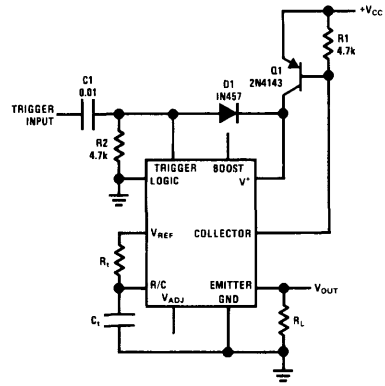 +VCC
R1
4.7k
Q1
2N4143
C1
0.01
D1
IN457
TRIGGER
INPUT
R2
4.7k
TRIGGER
BOOST
LOGIC
V+
VREF
COLLECTOR
Rt
R/C
VADJ
EMITTER
GND
VOUT
Ct
RL